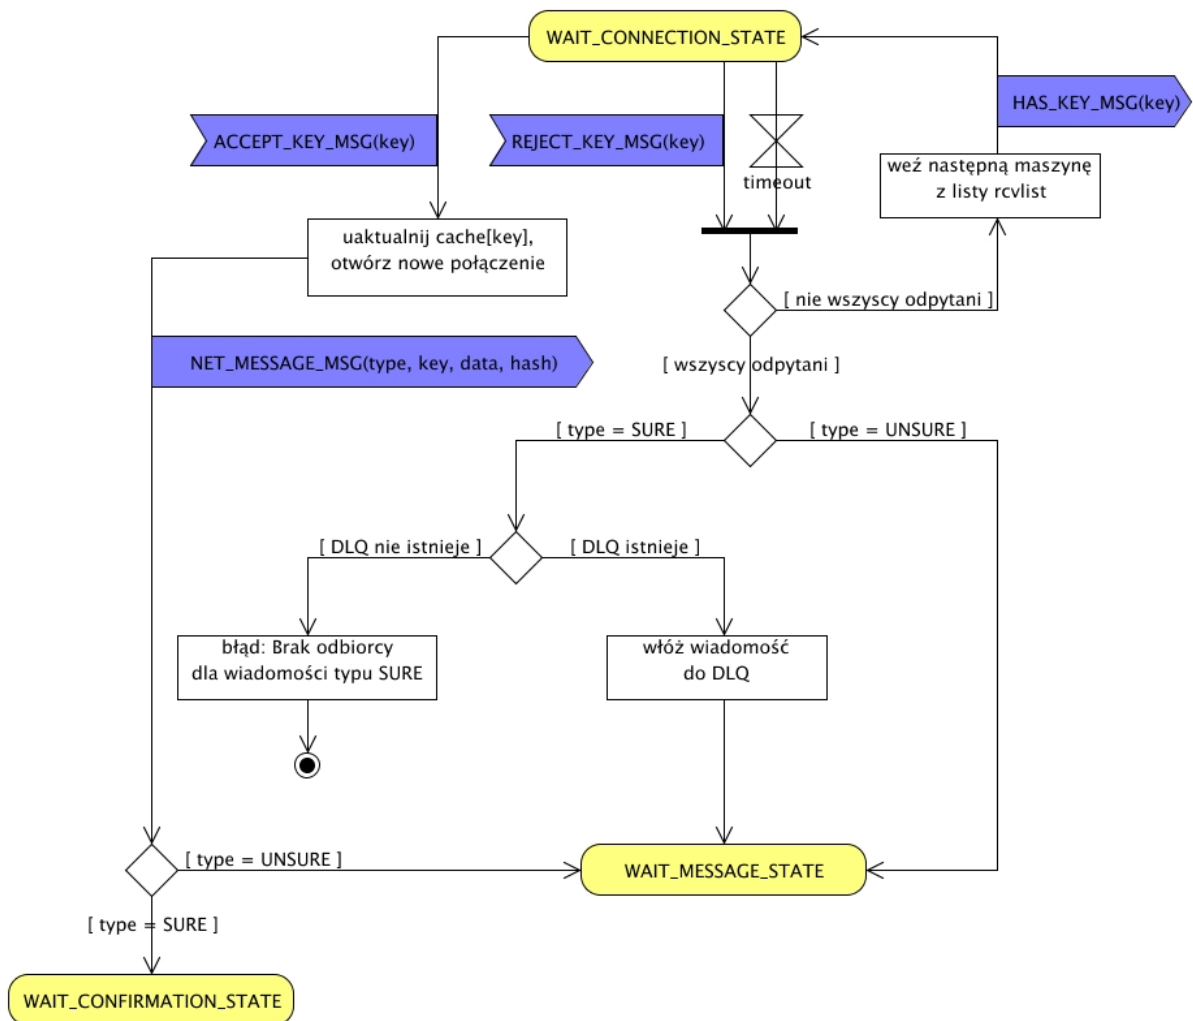 WAIT_CONNECTION_STATE
HAS_KEY_MSG(key)
ACCEPT_KEY_MSG(key)
REJECT_KEY_MSG(key)
timeout
weź następną maszynę
z listy rcvlist
uaktualnij cache[key],
otwórz nowe połączenie
[ nie wszyscy odpytani ]
NET_MESSAGE_MSG(type, key, data, hash)
[ wszyscy odpytani ]
[ type = SURE ]
[ type = UNSURE ]
[ DLQ nie istnieje ]
[ DLQ istnieje ]
błąd: Brak odbiorcy
dla wiadomości typu SURE
włóż wiadomość
do DLQ
[ type = UNSURE ]
WAIT_MESSAGE_STATE
[ type = SURE ]
WAIT_CONFIRMATION_STATE